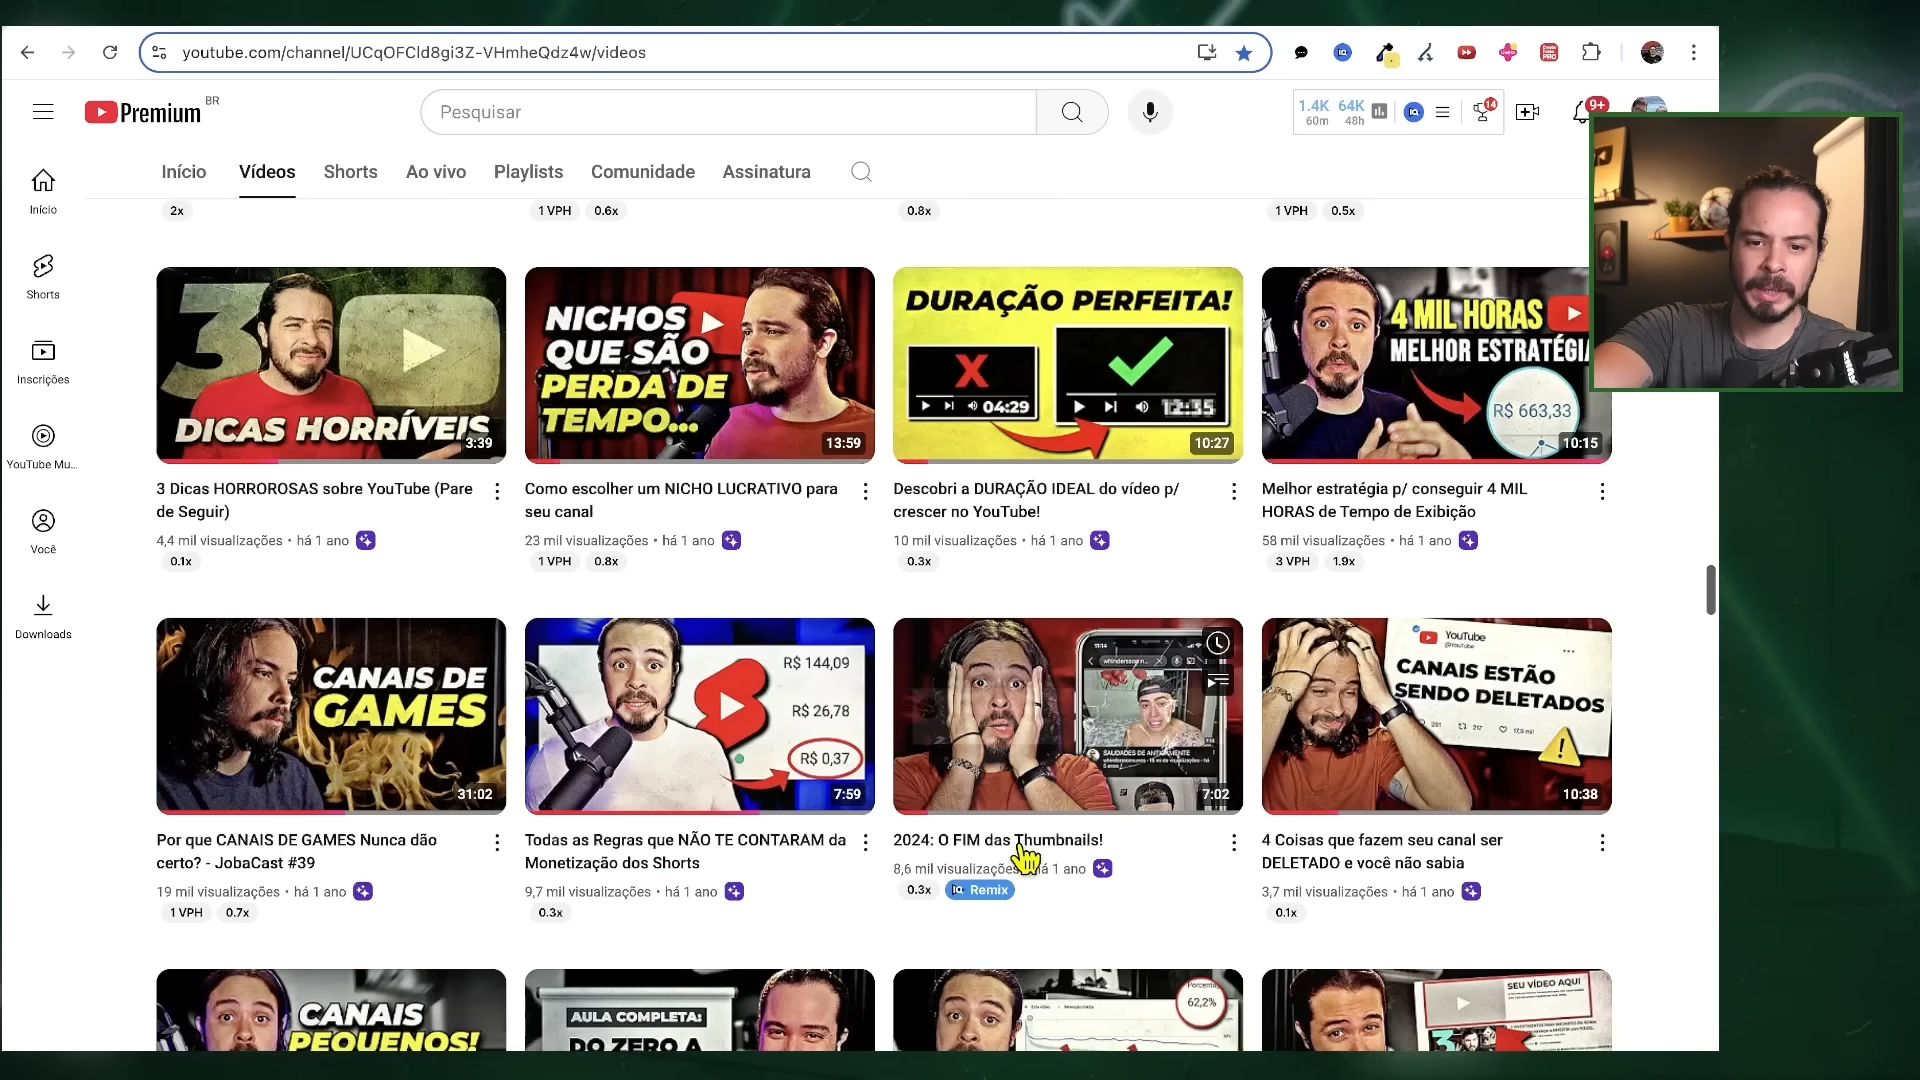 youtube.com/channel/UCqOFCld8gi3Z-VHmheQdz4w/videos
Premium BR
Pesquisar
1.4K 64K
60m 48h
14
9+
Início Vídeos Shorts Ao vivo Playlists Comunidade Assinatura
Início
Shorts
Inscrições
YouTube Mu...
Você
Downloads
2x
1 VPH 0.6x
0.8x
1 VPH 0.5x
3
DICAS HORRÍVEIS
3:39
3 Dicas HORROROSAS sobre YouTube (Pare
de Seguir)
4,4 mil visualizações • há 1 ano
0.1x
NICHOS
QUE SÃO
PERDA DE
TEMPO...
13:59
Como escolher um NICHO LUCRATIVO para
seu canal
23 mil visualizações • há 1 ano
1 VPH 0.8x
DURAÇÃO PERFEITA!
04:29
12:35
10:27
Descobri a DURAÇÃO IDEAL do vídeo p/
crescer no YouTube!
10 mil visualizações • há 1 ano
0.3x
4 MIL HORAS
MELHOR ESTRATÉGIA
R$ 663,33
10:15
Melhor estratégia p/ conseguir 4 MIL
HORAS de Tempo de Exibição
58 mil visualizações • há 1 ano
3 VPH 1.9x
CANAIS DE
GAMES
31:02
Por que CANAIS DE GAMES Nunca dão
certo? - JobaCast #39
19 mil visualizações • há 1 ano
1 VPH 0.7x
R$ 144,09
R$ 26,78
R$ 0,37
7:59
Todas as Regras que NÃO TE CONTARAM da
Monetização dos Shorts
9,7 mil visualizações • há 1 ano
0.3x
whindersson n...
SAUDADES DE ANTIGAMENTE
7:02
2024: O FIM das Thumbnails!
8,6 mil visualizações há 1 ano
0.3x Remix
YouTube
@YouTube
CANAIS ESTÃO
SENDO DELETADOS
281 217 17,9 mil
10:38
4 Coisas que fazem seu canal ser
DELETADO e você não sabia
3,7 mil visualizações • há 1 ano
0.1x
CANAIS
PEQUENOS!
AULA COMPLETA:
DO ZERO A
62,2%
SEU VÍDEO AQUI